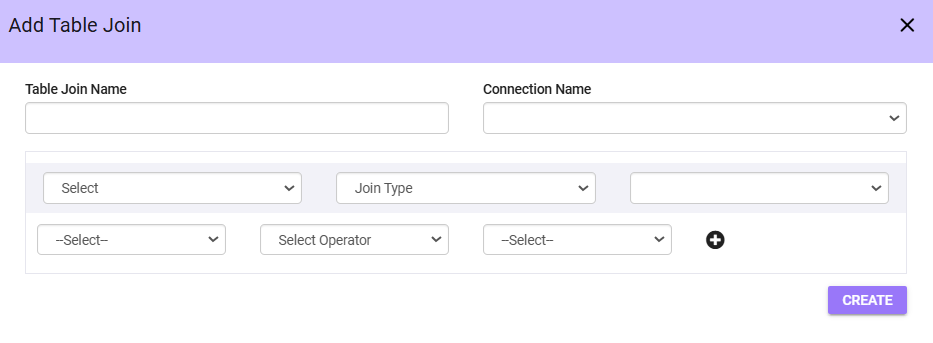 Add Table Join
Table Join Name
Connection Name
Select
Join Type
--Select--
Select Operator
--Select--
CREATE